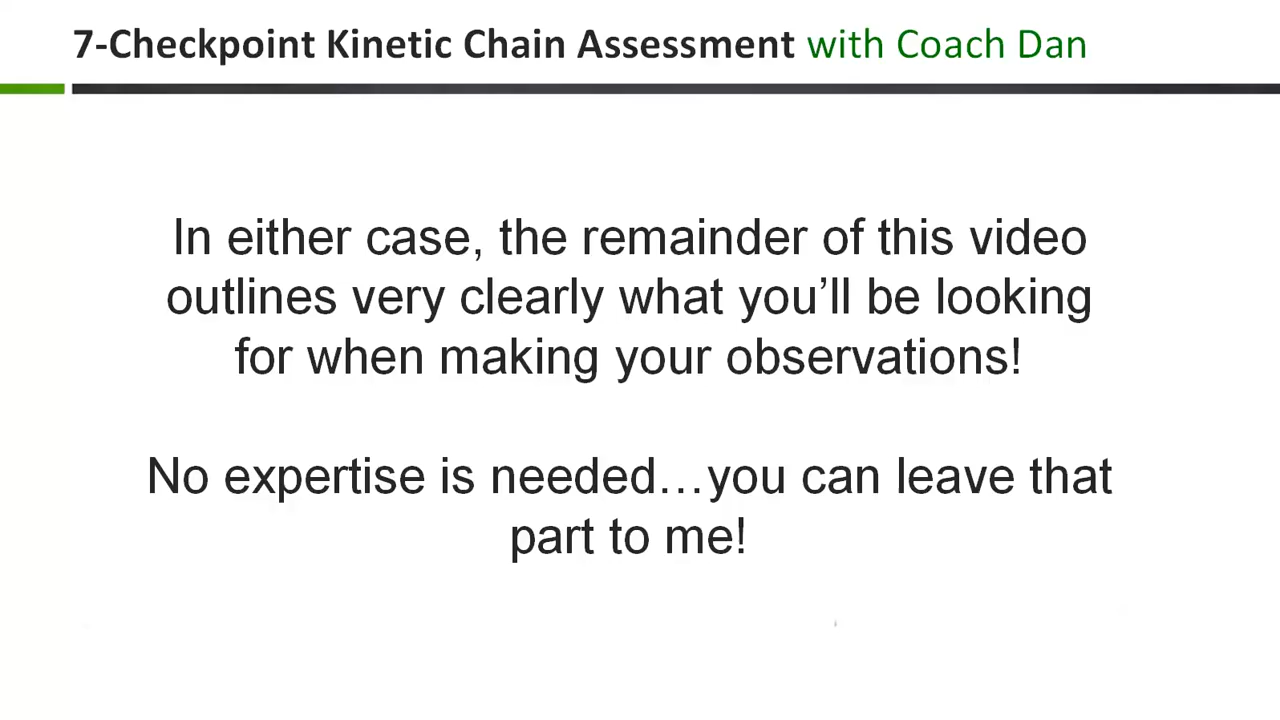 7-Checkpoint Kinetic Chain Assessment with Coach Dan
In either case, the remainder of this video
outlines very clearly what you’ll be looking
for when making your observations!
No expertise is needed…you can leave that
part to me!